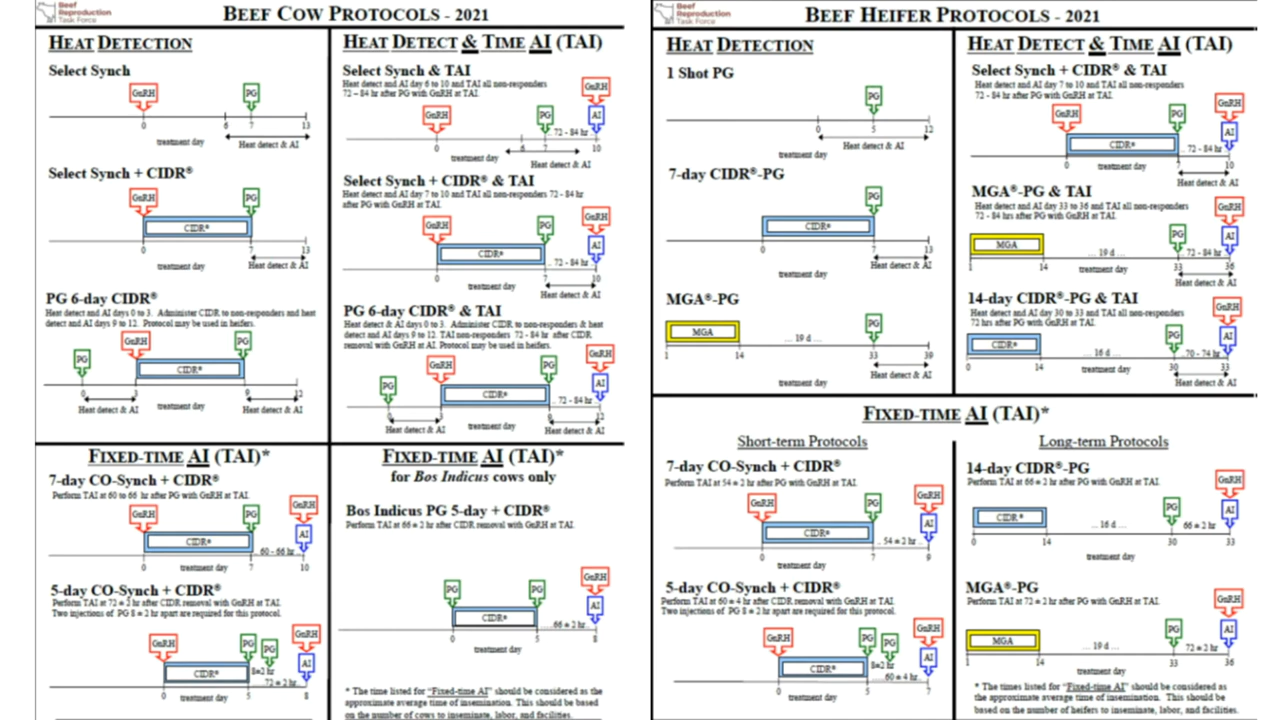 Beef
Reproduction
Task Force
BEEF COW PROTOCOLS - 2021
HEAT DETECTION
Select Synch
GnRH
PG
0
6
7
13
treatment day
Heat detect & AI
Select Synch + CIDR®
GnRH
PG
CIDR®
0
7
13
treatment day
Heat detect & AI
PG 6-day CIDR®
Heat detect and AI days 0 to 3. Administer CIDR to non-responders and heat
detect and AI days 9 to 12. Protocol may be used in heifers.
PG
GnRH
PG
CIDR®
0
3
9
12
Heat detect & AI
treatment day
Heat detect & AI
HEAT DETECT & TIME AI (TAI)
Select Synch & TAI
Heat detect and AI day 6 to 10 and TAI all non-responders
72 – 84 hr after PG with GnRH at TAI.
GnRH
PG
GnRH
AI
72 - 84 hr
0
6
7
10
treatment day
Heat detect & AI
Select Synch + CIDR® & TAI
Heat detect and AI day 7 to 10 and TAI all non-responders 72 - 84 hr
after PG with GnRH at TAI.
GnRH
PG
GnRH
AI
CIDR®
.. 72 - 84 hr ..
0
7
10
treatment day
Heat detect & AI
PG 6-day CIDR® & TAI
Heat detect & AI days 0 to 3. Administer CIDR to non-responders & heat
detect and AI days 9 to 12. TAI non-responders 72 - 84 hr after CIDR
removal with GnRH at AI. Protocol may be used in heifers.
PG
GnRH
PG
GnRH
AI
CIDR®
.. 72 - 84 hr ..
0
3
9
12
Heat detect & AI
treatment day
Heat detect & AI
FIXED-TIME AI (TAI)*
7-day CO-Synch + CIDR®
Perform TAI at 60 to 66 hr after PG with GnRH at TAI.
GnRH
PG
GnRH
AI
CIDR®
.. 60 - 66 hr ..
0
7
10
treatment day
5-day CO-Synch + CIDR®
Perform TAI at 72 ± 2 hr after CIDR removal with GnRH at TAI.
Two injections of PG 8 ± 2 hr apart are required for this protocol.
GnRH
PG
PG
GnRH
AI
CIDR®
8±2 hr
.. 72 ± 2 hr ..
0
5
8
treatment day
FIXED-TIME AI (TAI)*
for Bos Indicus cows only
Bos Indicus PG 5-day + CIDR®
Perform TAI at 66 ± 2 hr after CIDR removal with GnRH at TAI.
PG
PG
GnRH
AI
CIDR®
...66 ± 2 hr ..
0
5
8
treatment day
* The time listed for “Fixed-time AI” should be considered as the
approximate average time of insemination. This should be based
on the number of cows to inseminate, labor, and facilities.
Beef
Reproduction
Task Force
BEEF HEIFER PROTOCOLS - 2021
HEAT DETECTION
1 Shot PG
PG
0
5
12
Heat detect & AI
treatment day
7-day CIDR®-PG
PG
CIDR®
0
7
13
Heat detect & AI
treatment day
MGA®-PG
MGA
PG
... 19 d ...
1
14
33
39
Heat detect & AI
treatment day
HEAT DETECT & TIME AI (TAI)
Select Synch + CIDR® & TAI
Heat detect and AI day 7 to 10 and TAI all non-responders
72 - 84 hr after PG with GnRH at TAI.
GnRH
PG
GnRH
AI
CIDR®
.. 72 - 84 hr
0
7
10
treatment day
Heat detect & AI
MGA®-PG & TAI
Heat detect and AI day 33 to 36 and TAI all non-responders
72 - 84 hrs after PG with GnRH at TAI.
MGA
PG
GnRH
AI
... 19 d ...
.. 72 - 84 hr
1
14
33
36
treatment day
Heat detect & AI
14-day CIDR®-PG & TAI
Heat detect and AI day 30 to 33 and TAI all non-responders
72 hrs after PG with GnRH at TAI.
CIDR®
PG
GnRH
AI
... 16 d ...
..70 - 74 hr ..
0
14
30
33
treatment day
Heat detect & AI
FIXED-TIME AI (TAI)*
Short-term Protocols
7-day CO-Synch + CIDR®
Perform TAI at 54 ± 2 hr after PG with GnRH at TAI.
GnRH
PG
GnRH
AI
CIDR®
.. 54 ± 2 hr ..
0
7
9
treatment day
5-day CO-Synch + CIDR®
Perform TAI at 60 ± 4 hr after CIDR removal with GnRH at TAI.
Two injections of PG 8 ± 2 hr apart are required for this protocol.
GnRH
PG
PG
GnRH
AI
CIDR®
8±2 hr
.. 60 ± 4 hr ..
0
5
7
treatment day
Long-term Protocols
14-day CIDR®-PG
Perform TAI at 66 ± 2 hr after PG with GnRH at TAI.
CIDR®
PG
GnRH
AI
... 16 d ...
66 ± 2 hr
0
14
30
33
treatment day
MGA®-PG
Perform TAI at 72 ± 2 hr after PG with GnRH at TAI.
MGA
PG
GnRH
AI
... 19 d ...
72 ± 2 hr
1
14
33
36
treatment day
* The times listed for “Fixed-time AI” should be considered as
the approximate average time of insemination. This should be
based on the number of heifers to inseminate, labor, and facilities.